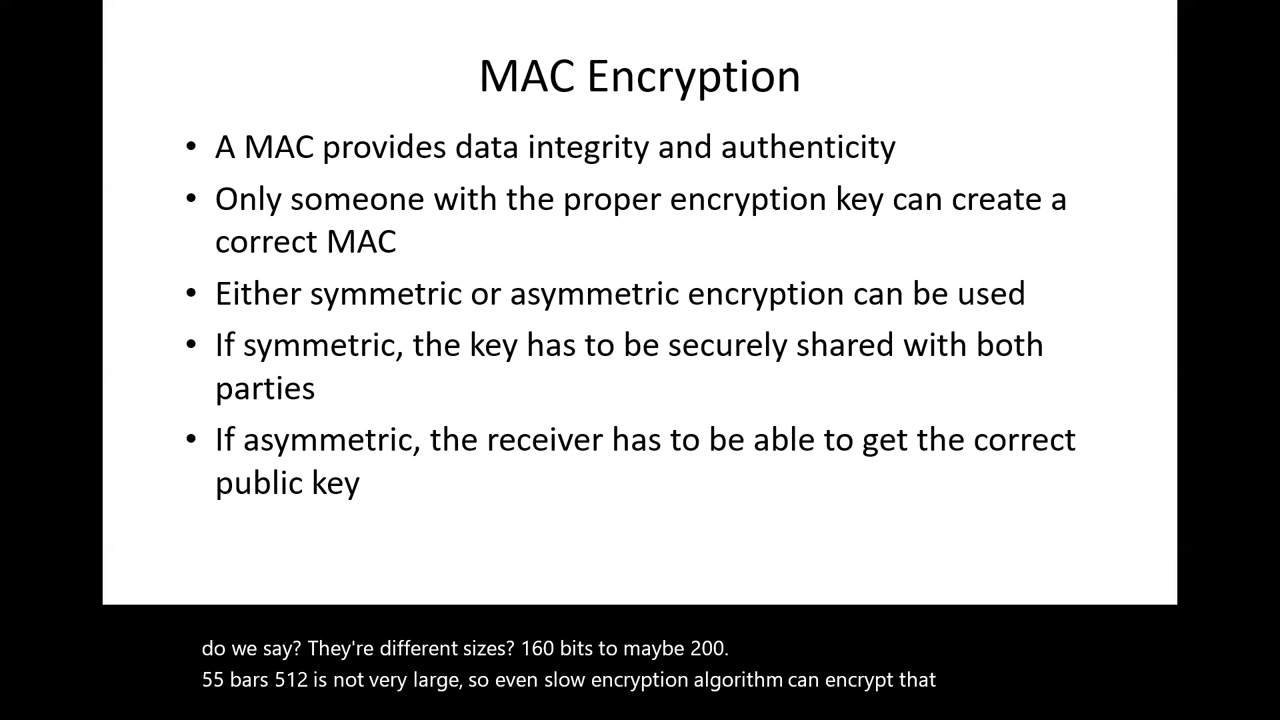 MAC Encryption
• A MAC provides data integrity and authenticity
• Only someone with the proper encryption key can create a
correct MAC
• Either symmetric or asymmetric encryption can be used
• If symmetric, the key has to be securely shared with both
parties
• If asymmetric, the receiver has to be able to get the correct
public key
do we say? They're different sizes? 160 bits to maybe 200.
55 bars 512 is not very large, so even slow encryption algorithm can encrypt that